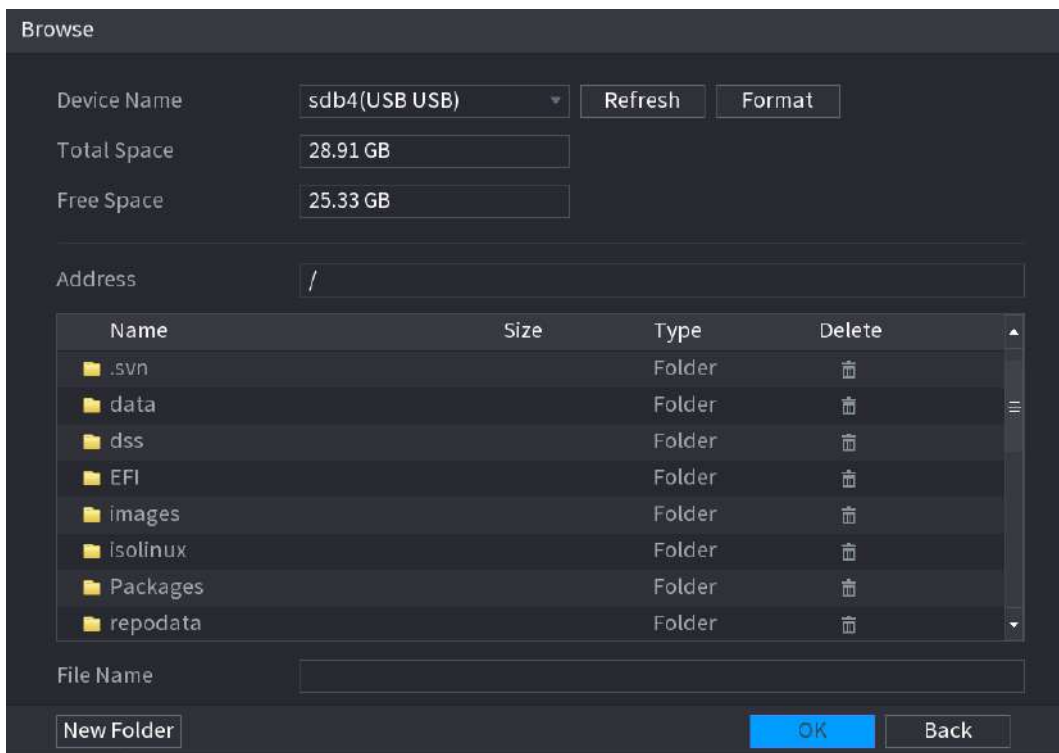 Browse
Device Name sdb4(USB USB) Refresh Format
Total Space 28.91 GB
Free Space 25.33 GB
Address /
Name Size Type Delete
.svn Folder
data Folder
dss Folder
EFI Folder
images Folder
isolinux Folder
Packages Folder
repodata Folder
File Name
New Folder OK Back